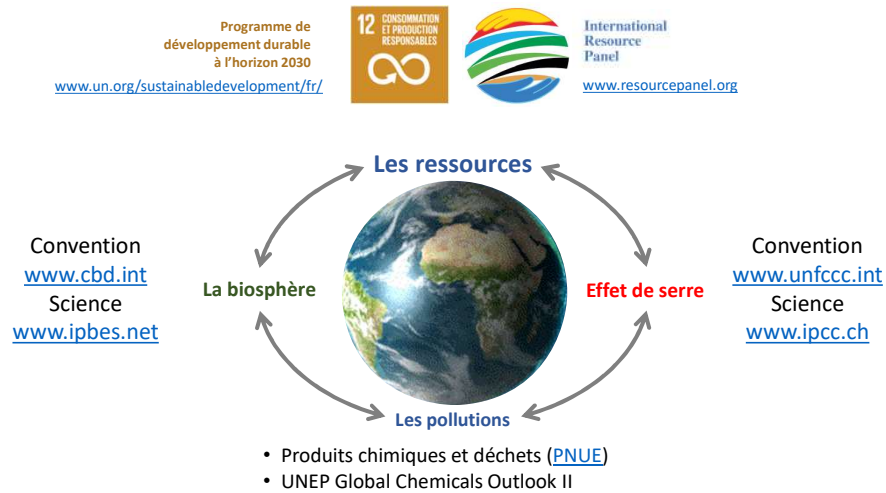 Programme de
développement durable
à l'horizon 2030
www.un.org/sustainabledevelopment/fr/
12 CONSOMMATION
ET PRODUCTION
RESPONSABLES
International
Resource
Panel
www.resourcepanel.org
Les ressources
Convention
www.cbd.int
Science
www.ipbes.net
La biosphère
Effet de serre
Convention
www.unfccc.int
Science
www.ipcc.ch
Les pollutions
• Produits chimiques et déchets (PNUE)
• UNEP Global Chemicals Outlook II